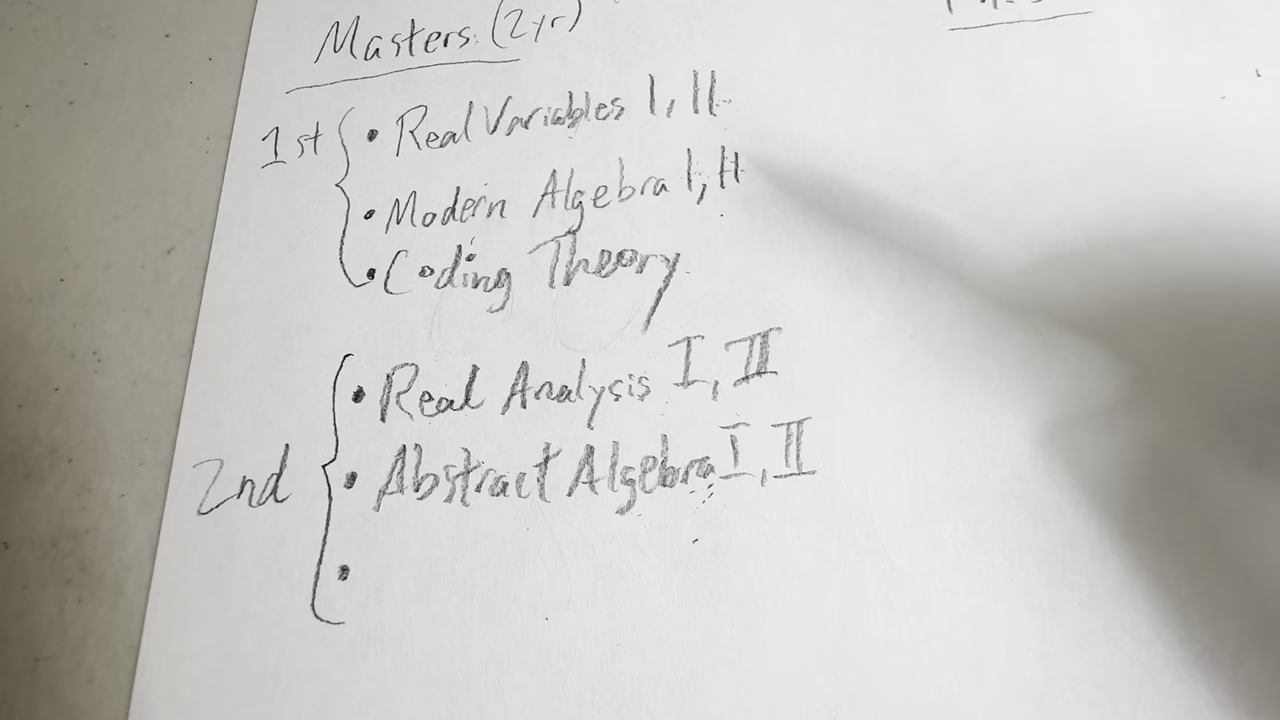 Masters (2yr)
1st
• Real Variables I, II
• Modern Algebra I, II
• Coding Theory
2nd
• Real Analysis I, II
• Abstract Algebra I, II
•